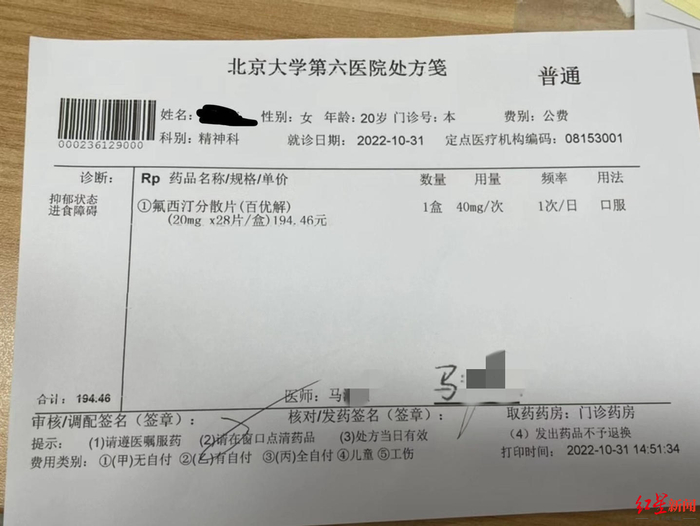 北京大学第六医院处方笺
普通
000236129000
姓名: 性别: 女 年龄: 20岁 门诊号: 本 费别: 公费
科别: 精神科 就诊日期: 2022-10-31 定点医疗机构编码: 08153001
诊断: Rp 药品名称/规格/单价 数量 用量 频率 用法
抑郁状态
进食障碍
①氟西汀分散片(百优解) 1盒 40mg/次 1次/日 口服
(20mg x28片/盒)194.46元
合计: 194.46 医师: 马 马
审核/调配签名(签章): 核对/发药签名(签章): 取药药房: 门诊药房
提示: (1)请遵医嘱服药 (2)请在窗口点清药品 (3)处方当日有效 (4) 发出药品不予退换
费用类别: ①(甲)无自付 ②(乙)有自付 ③(丙)全自付 ④儿童 ⑤工伤 打印时间: 2022-10-31 14:51:34
红星新闻